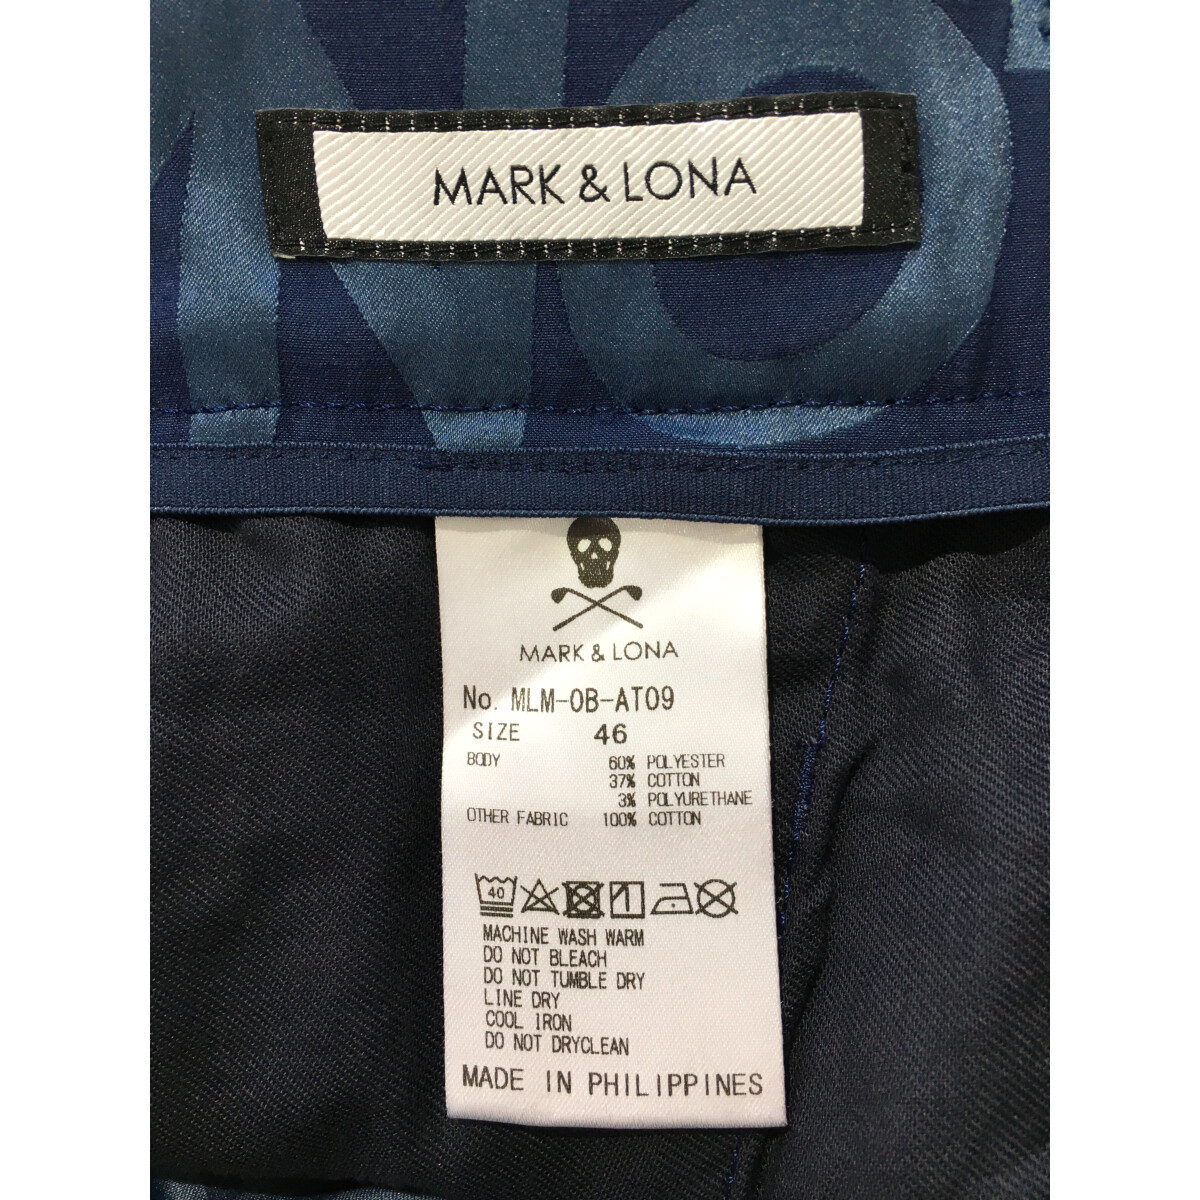 MARK & LONA
MARK & LONA
No. MLM-0B-AT09
SIZE 46
BODY 60% POLYESTER
37% COTTON
3% POLYURETHANE
OTHER FABRIC 100% COTTON
40
MACHINE WASH WARM
DO NOT BLEACH
DO NOT TUMBLE DRY
LINE DRY
COOL IRON
DO NOT DRYCLEAN
MADE IN PHILIPPINES